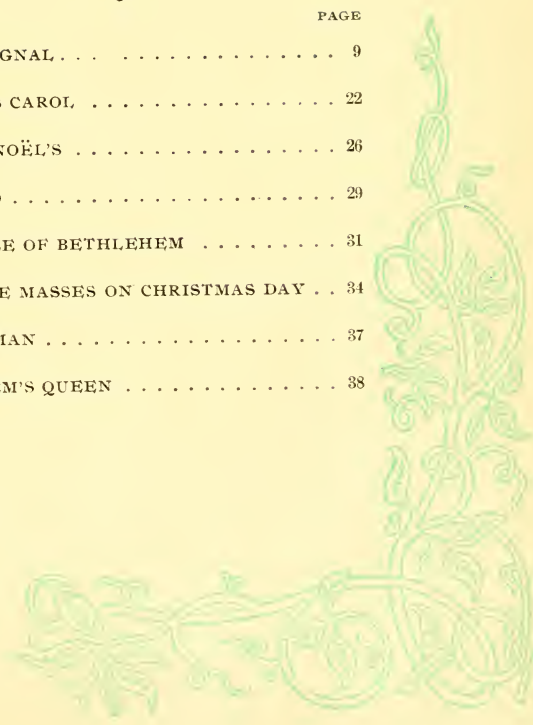 PAGE
GNAL . . . . . . . . . . . . . . . . . . 9
CAROL . . . . . . . . . . . . . . . . . 22
NOËL'S . . . . . . . . . . . . . . . . . . 26
. . . . . . . . . . . . . . . . . . . . . . 29
E OF BETHLEHEM . . . . . . . . . 31
E MASSES ON CHRISTMAS DAY . . 34
MAN . . . . . . . . . . . . . . . . . . . 37
M'S QUEEN . . . . . . . . . . . . . . 38